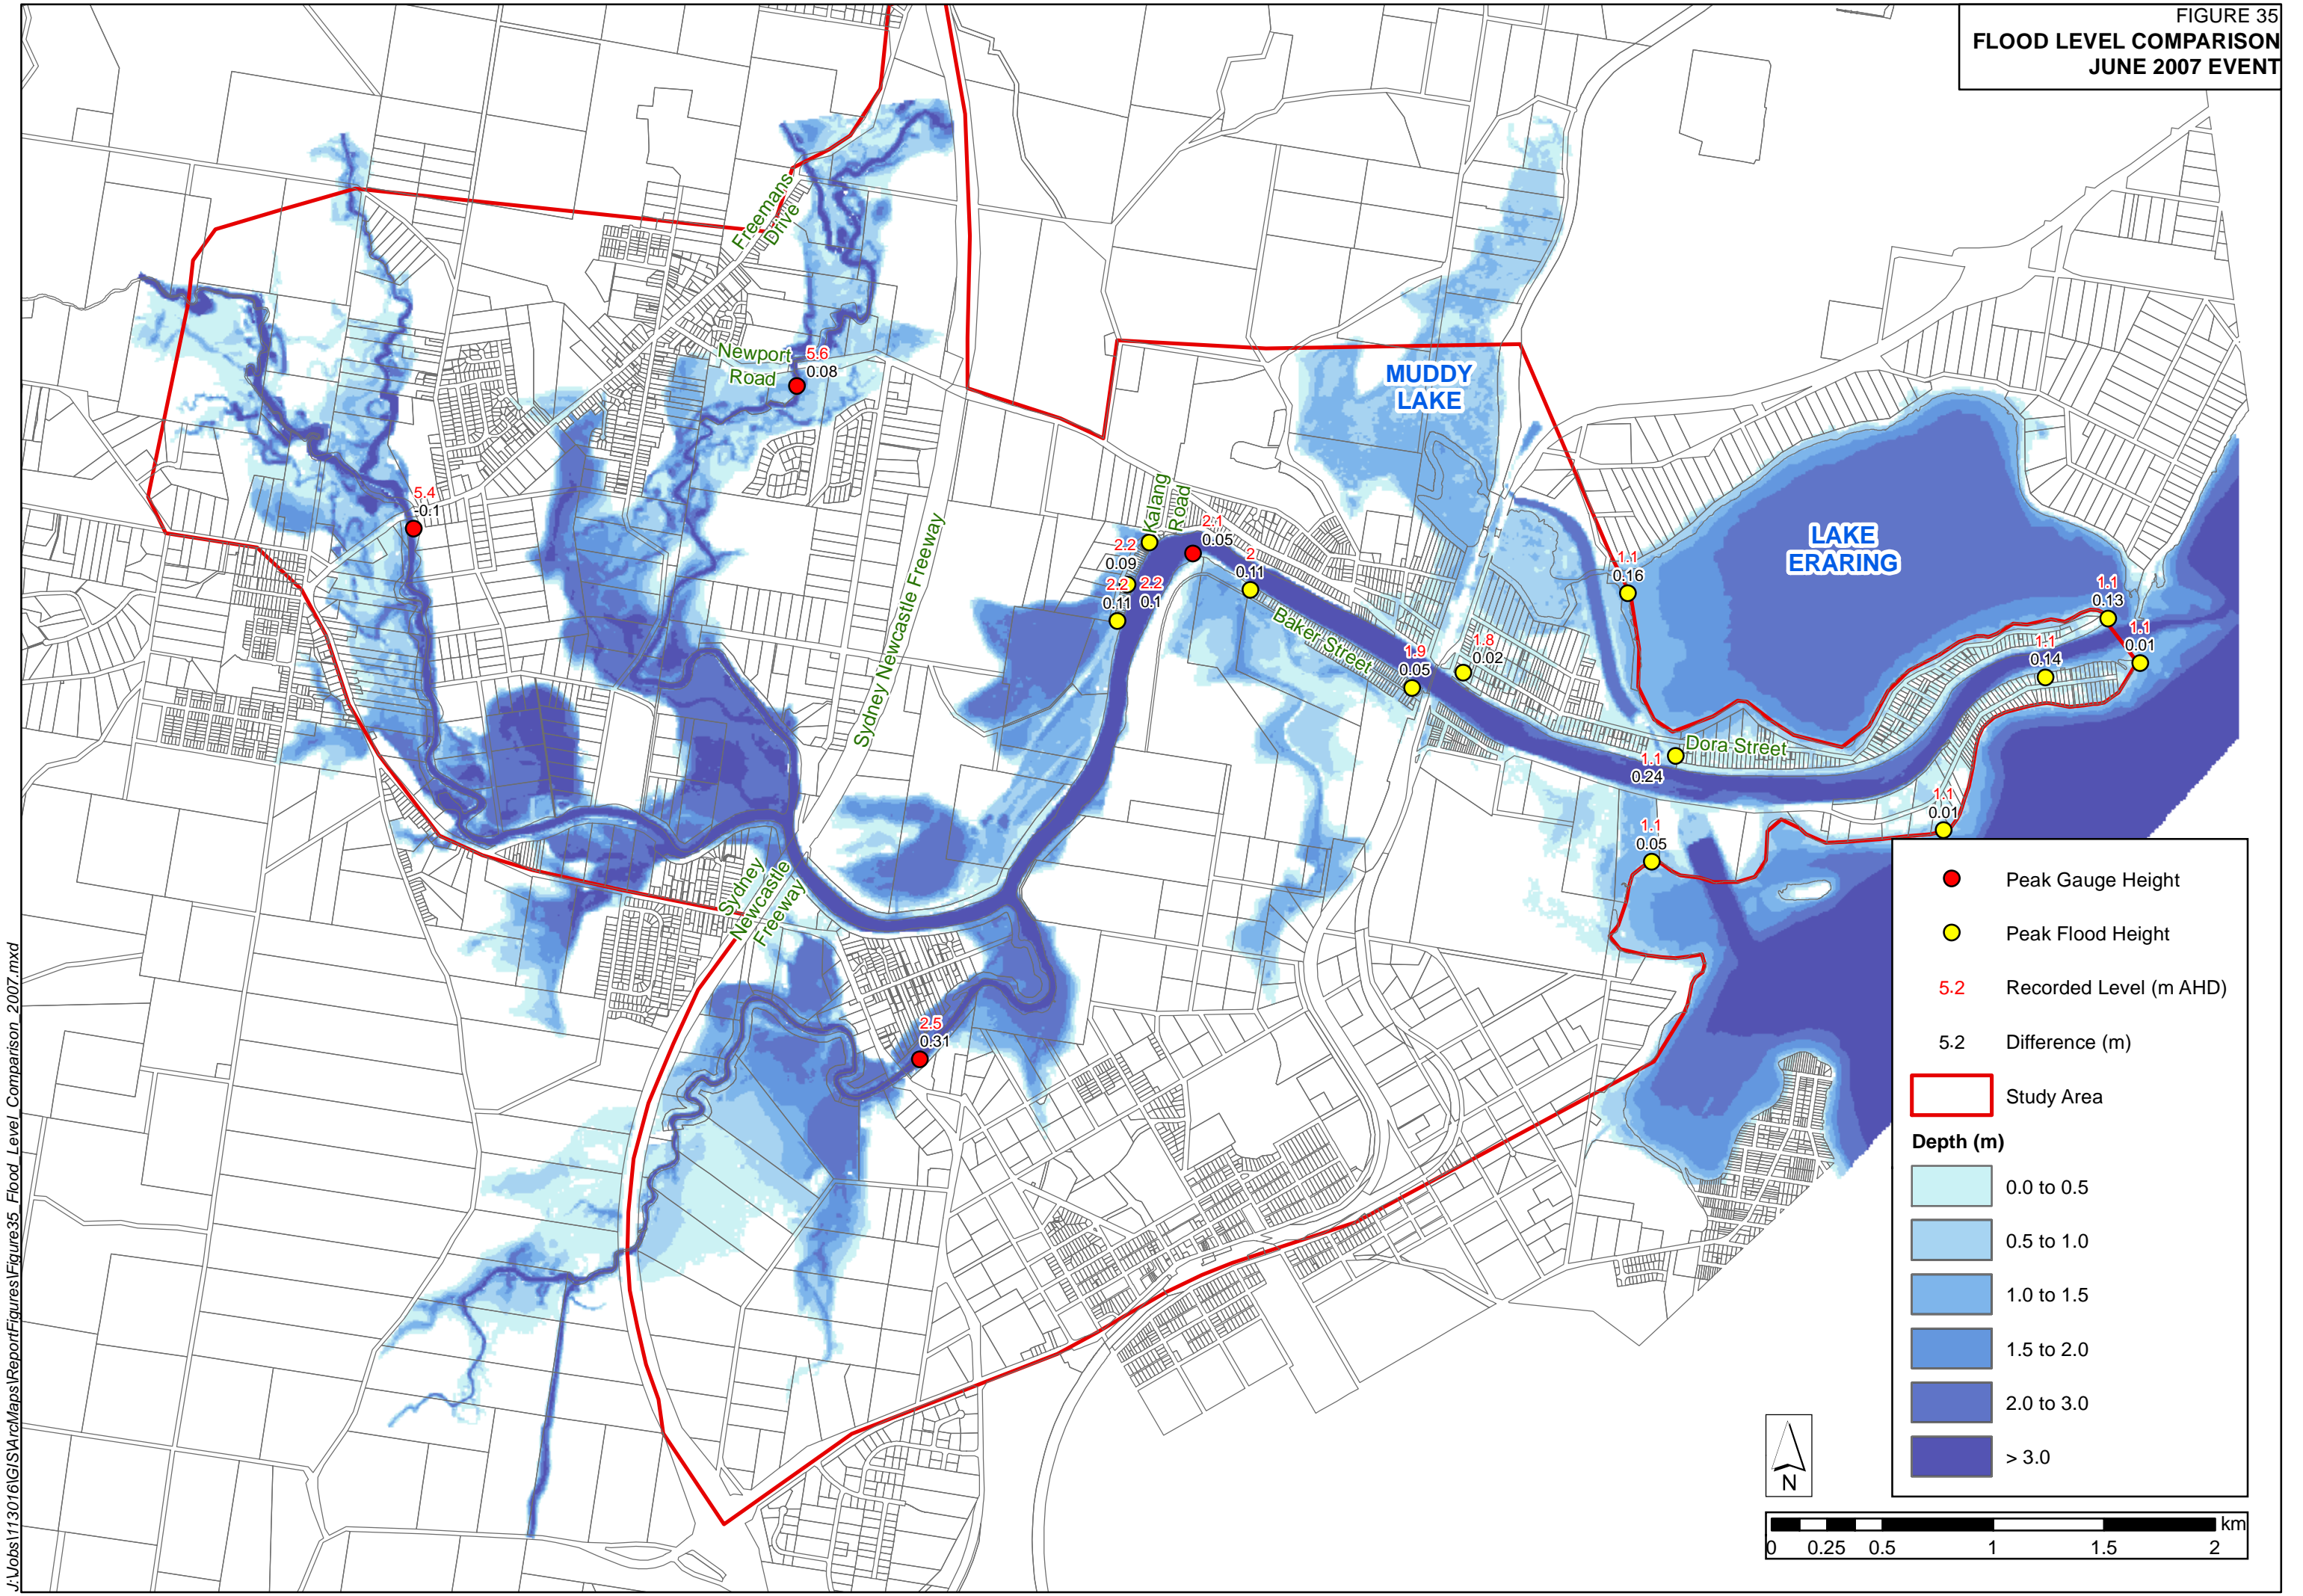 FIGURE 35
FLOOD LEVEL COMPARISON
JUNE 2007 EVENT
Freemans
Drive
Newport
Road
5.6
0.08
MUDDY
LAKE
5.4
-0.1
Kalang
Road
2.1
0.05
2.2
0.09
2
0.11
2.2
0.11
2.2
0.1
LAKE
ERARING
1.1
0.16
1.1
0.13
1.1
0.01
1.1
0.14
Baker Street
1.9
0.05
1.8
0.02
Sydney Newcastle Freeway
Dora Street
1.1
0.24
1.1
0.01
1.1
0.05
Sydney
Newcastle
Freeway
2.5
0.31
Peak Gauge Height
Peak Flood Height
5.2 Recorded Level (m AHD)
5.2 Difference (m)
Study Area
Depth (m)
0.0 to 0.5
0.5 to 1.0
1.0 to 1.5
1.5 to 2.0
2.0 to 3.0
> 3.0
N
km
0 0.25 0.5 1 1.5 2
J:\Jobs\113016\GIS\ArcMaps\ReportFigures\Figure35_Flood_Level_Comparison_2007.mxd